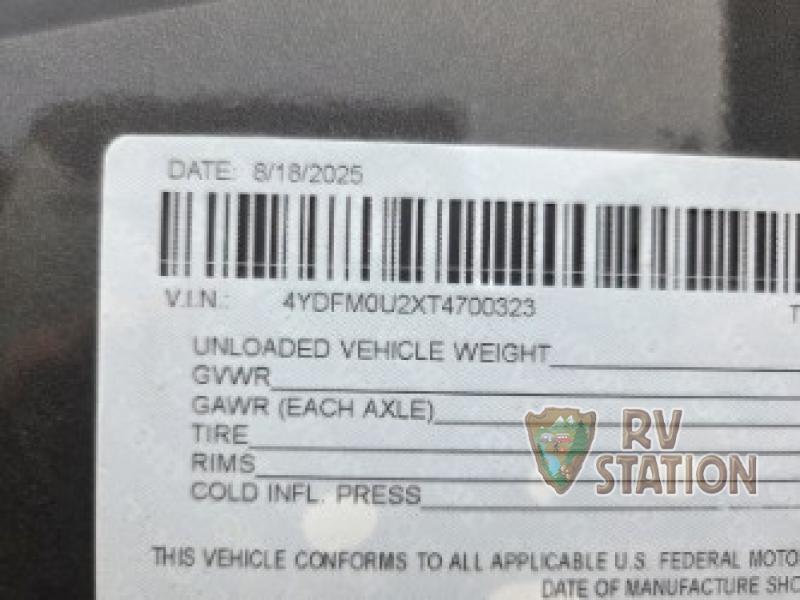 DATE: 8/18/2025
V.I.N.: 4YDFM0U2XT4700323
UNLOADED VEHICLE WEIGHT
GVWR
GAWR (EACH AXLE)
TIRE
RIMS
COLD INFL. PRESS
RV
STATION
THIS VEHICLE CONFORMS TO ALL APPLICABLE U.S. FEDERAL MOTO
DATE OF MANUFACTURE SHO